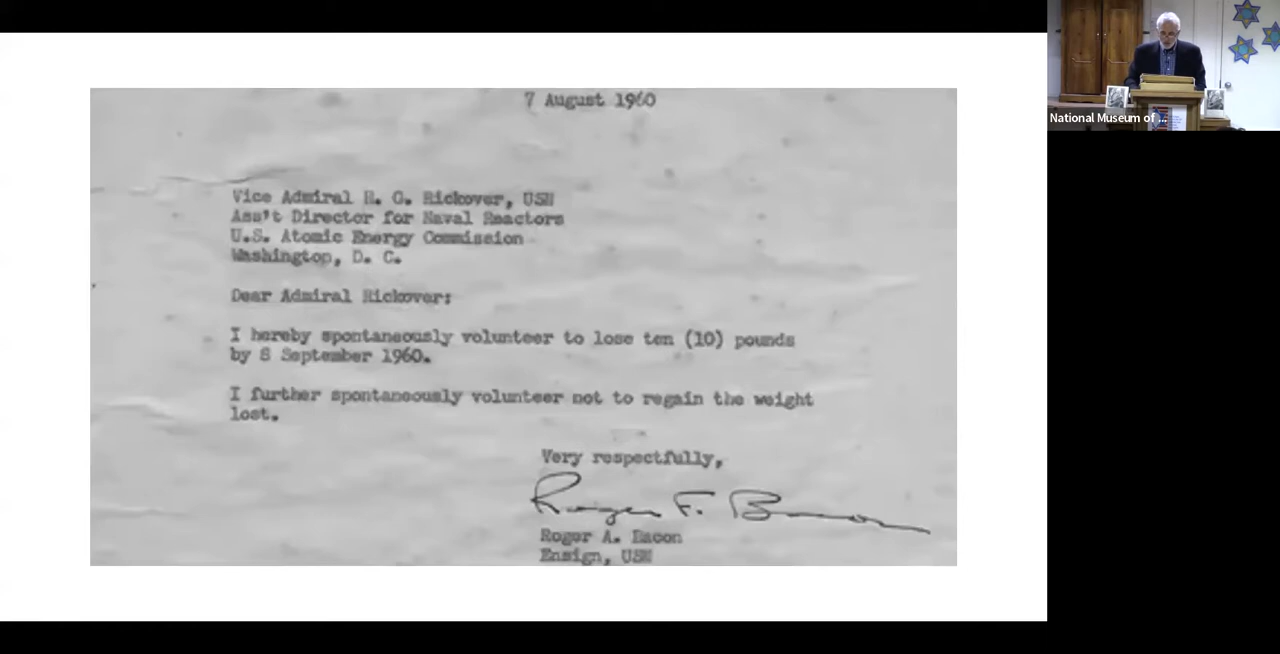 7 August 1960
Vice Admiral H. G. Rickover, USN
Ass't Director for Naval Reactors
U.S. Atomic Energy Commission
Washington, D. C.
Dear Admiral Rickover:
I hereby spontaneously volunteer to lose ten (10) pounds
by 8 September 1960.
I further spontaneously volunteer not to regain the weight
lost.
Very respectfully,
Roger F. Bacon
Roger A. Bacon
Ensign, USN
National Museum of ...